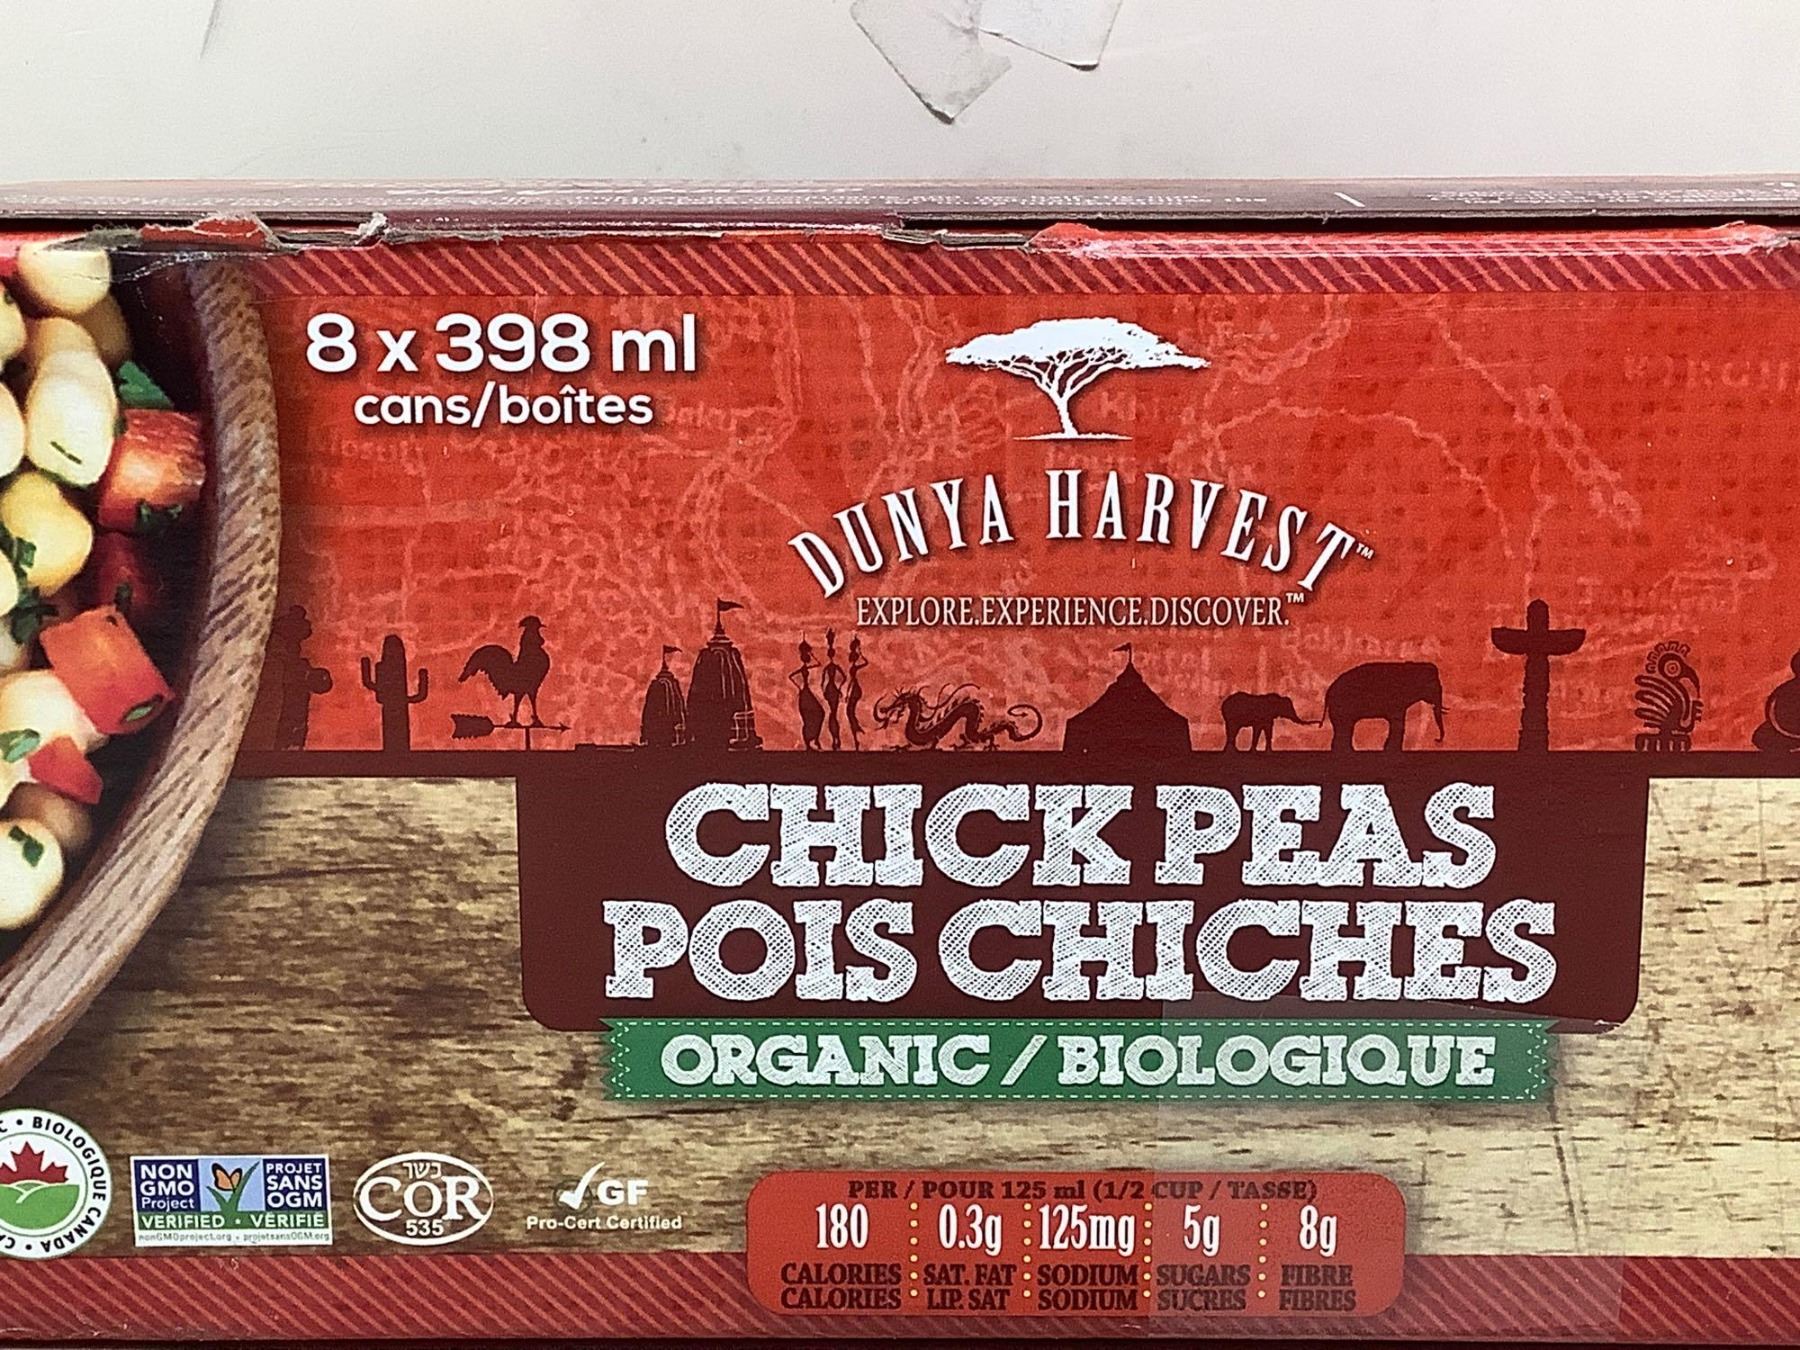 8 x 398 ml
cans/boîtes
DUNYA HARVEST™
EXPLORE.EXPERIENCE.DISCOVER.™
CHICK PEAS
POIS CHICHES
ORGANIC / BIOLOGIQUE
BIOLOGIQUE CANADA
NON
GMO
Project
PROJET
SANS
OGM
VERIFIED • VÉRIFIÉ
nonGMOproject.org - projetsansOGM.org
כשר
COR
535
GF
Pro-Cert Certified
PER / POUR 125 ml (1/2 CUP / TASSE)
180 0.3g 125mg 5g 8g
CALORIES SAT. FAT SODIUM SUGARS FIBRE
CALORIES LIP. SAT SODIUM SUCRES FIBRES